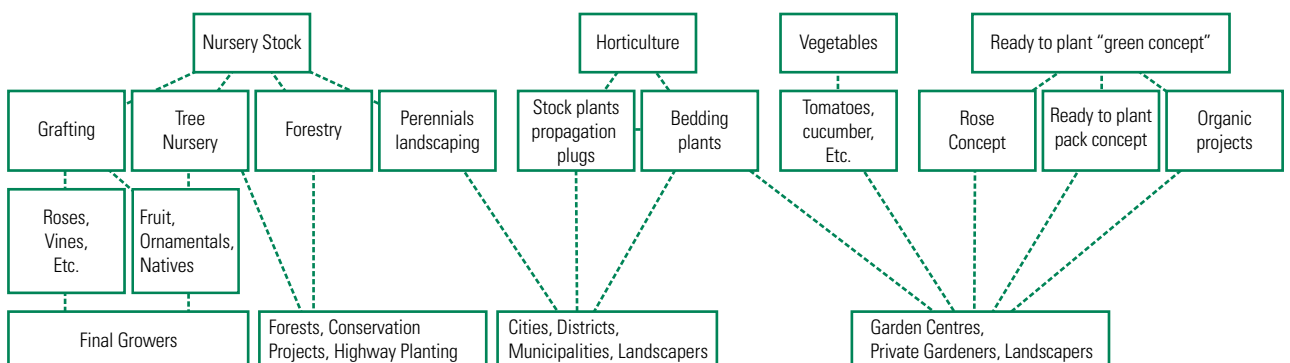 Nursery Stock
Horticulture
Vegetables
Ready to plant “green concept”
Grafting
Tree
Nursery
Forestry
Perennials
landscaping
Stock plants
propagation
plugs
Bedding
plants
Tomatoes,
cucumber,
Etc.
Rose
Concept
Ready to plant
pack concept
Organic
projects
Roses,
Vines,
Etc.
Fruit,
Ornamentals,
Natives
Final Growers
Forests, Conservation
Projects, Highway Planting
Cities, Districts,
Municipalities, Landscapers
Garden Centres,
Private Gardeners, Landscapers